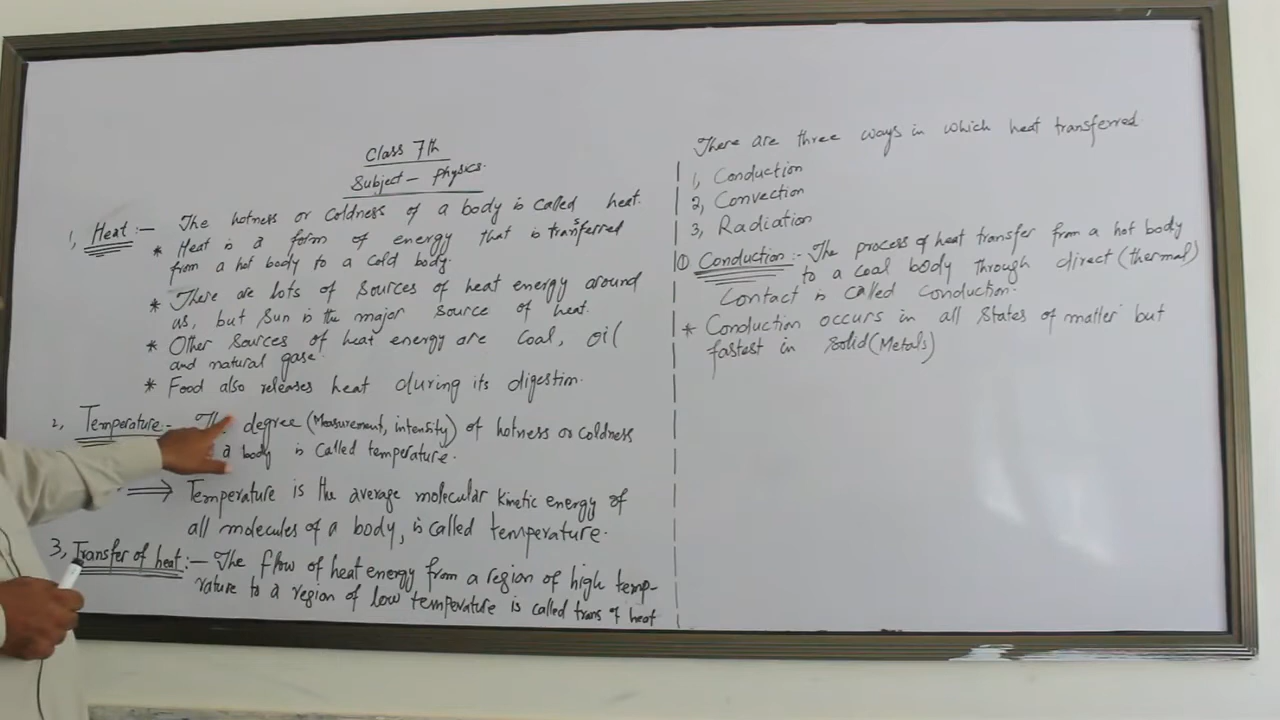 Class 7th
Subject - Physics.
1, Heat :- The hotness or Coldness of a body is called heat.
* Heat is a form of energy that is transferred
from a hot body to a cold body.
* There are lots of sources of heat energy around
us, but Sun is the major source of heat.
* Other sources of heat energy are Coal, oil
and natural gase.
* Food also releases heat during its digestion.
2, Temperature :- The degree (Measurement, intensity) of hotness or coldness
a body is called temperature.
⇒ Temperature is the average molecular kinetic energy of
all molecules of a body, is called temperature.
3, Transfer of heat :- The flow of heat energy from a region of high temp-
rature to a region of low temperature is called trans of heat
There are three ways in which heat transferred
1, Conduction
2, Convection
3, Radiation
① Conduction :- The process of heat transfer from a hot body
to a coal body through direct (thermal)
Contact is called Conduction.
* Conduction occurs in all states of matter but
fastest in solid (Metals)